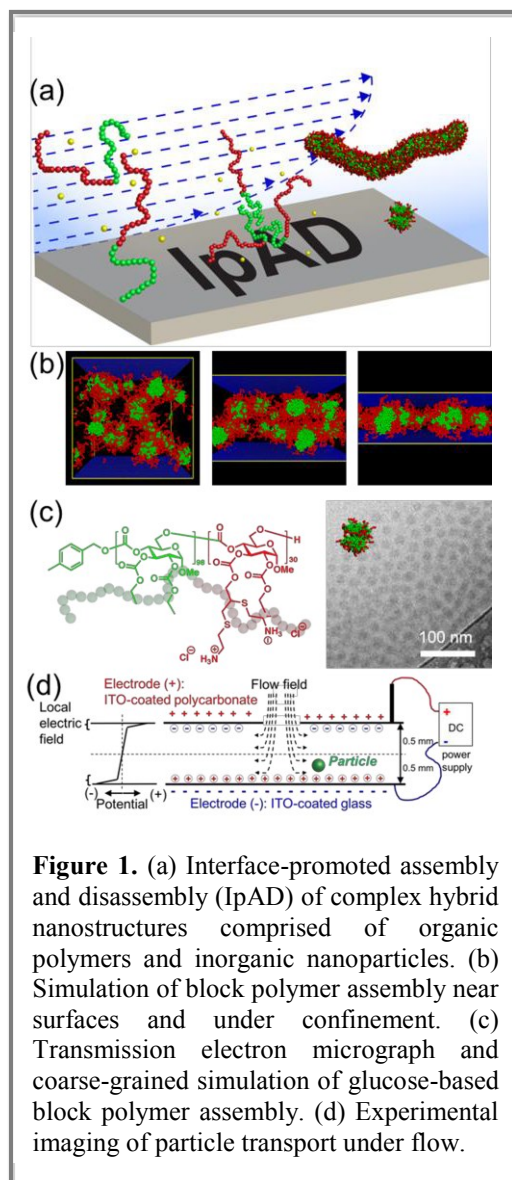 (a)
IpAD
(b)
(c)
O
O
O
O
O
H
98
O
O
30
O
OMe
O
OMe
O
O
O
O
O
O
S
S
NH3
Cl
Cl
H3N
100 nm
(d)
Electrode (+):
ITO-coated polycarbonate
Flow field
Local
electric
field
+ + + + + + +
+ + + + +
+
DC
-
power
supply
0.5 mm
0.5 mm
Particle
(-)
(+)
Potential
Electrode (-): ITO-coated glass
Figure 1. (a) Interface-promoted assembly
and disassembly (IpAD) of complex hybrid
nanostructures comprised of organic
polymers and inorganic nanoparticles. (b)
Simulation of block polymer assembly near
surfaces and under confinement. (c)
Transmission electron micrograph and
coarse-grained simulation of glucose-based
block polymer assembly. (d) Experimental
imaging of particle transport under flow.